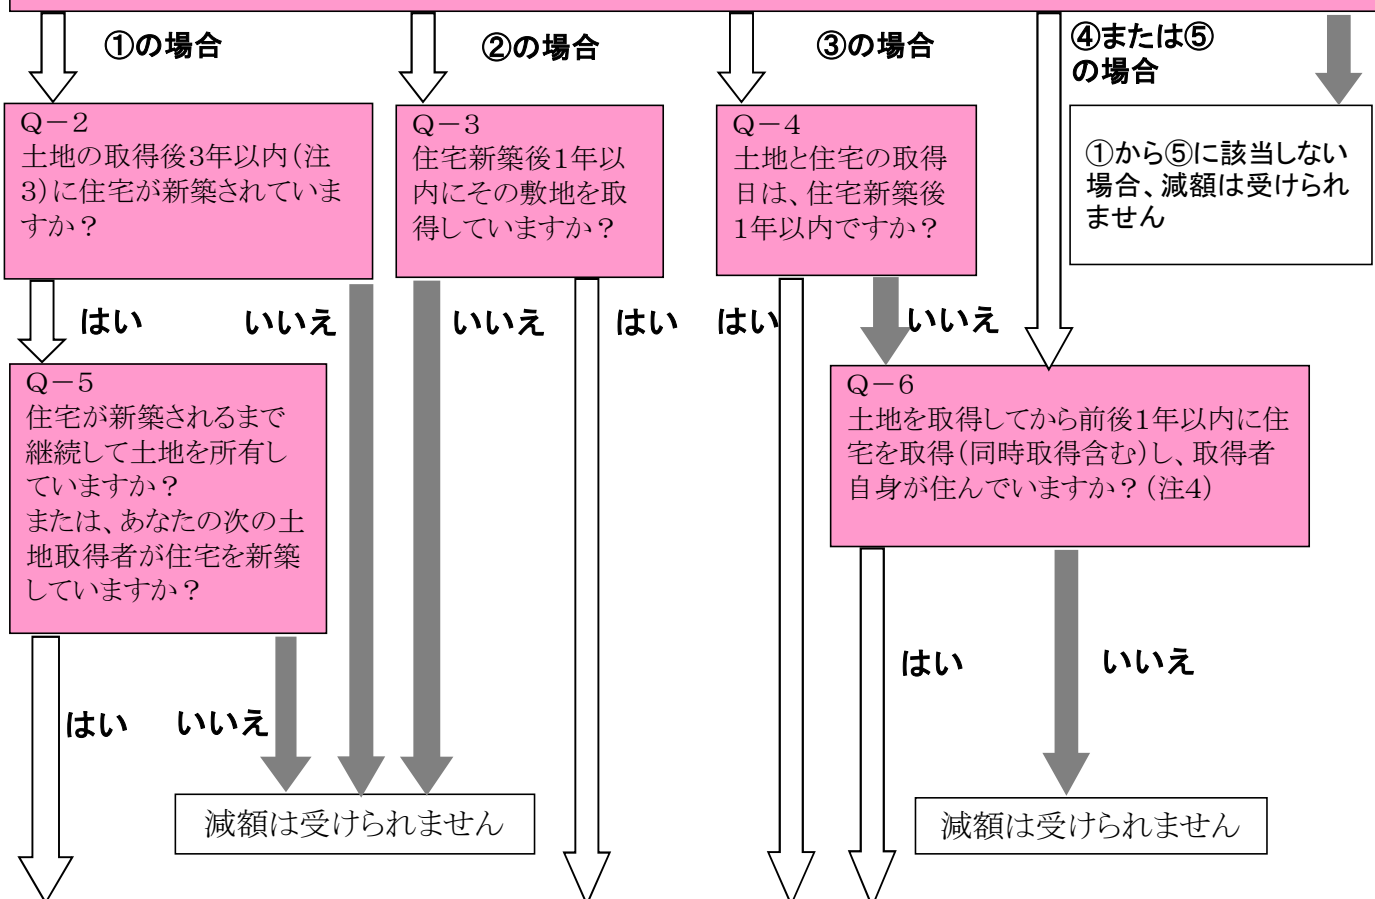 ①の場合
②の場合
③の場合
④または⑤
の場合
Q－2
土地の取得後3年以内(注
3)に住宅が新築されていま
すか？
Q－3
住宅新築後1年以
内にその敷地を取
得していますか？
Q－4
土地と住宅の取得
日は、住宅新築後
1年以内ですか？
①から⑤に該当しない
場合、減額は受けられ
ません
はい
いいえ
いいえ
はい
はい
いいえ
Q－5
住宅が新築されるまで
継続して土地を所有し
ていますか？
または、あなたの次の土
地取得者が住宅を新築
していますか？
Q－6
土地を取得してから前後1年以内に住
宅を取得(同時取得含む)し、取得者
自身が住んでいますか？(注4)
はい
いいえ
はい
いいえ
減額は受けられません
減額は受けられません